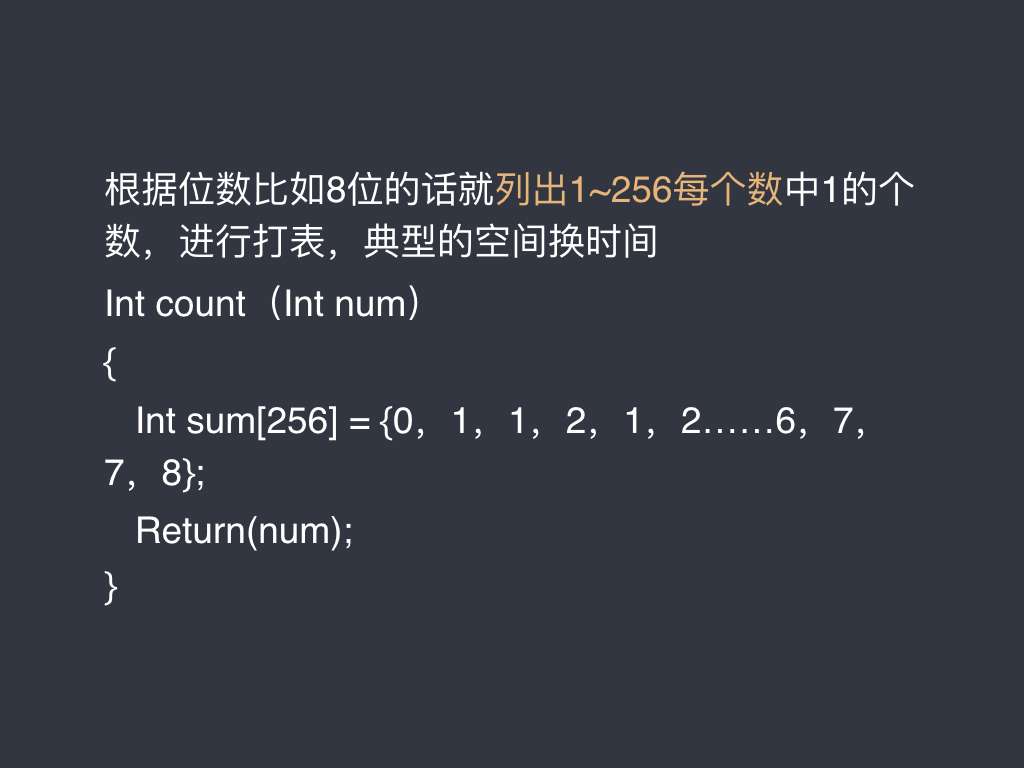 根据位数比如8位的话就列出1~256每个数中1的个
数，进行打表，典型的空间换时间
Int count（Int num）
{
Int sum[256] = {0，1，1，2，1，2……6，7，
7，8};
Return(num);
}